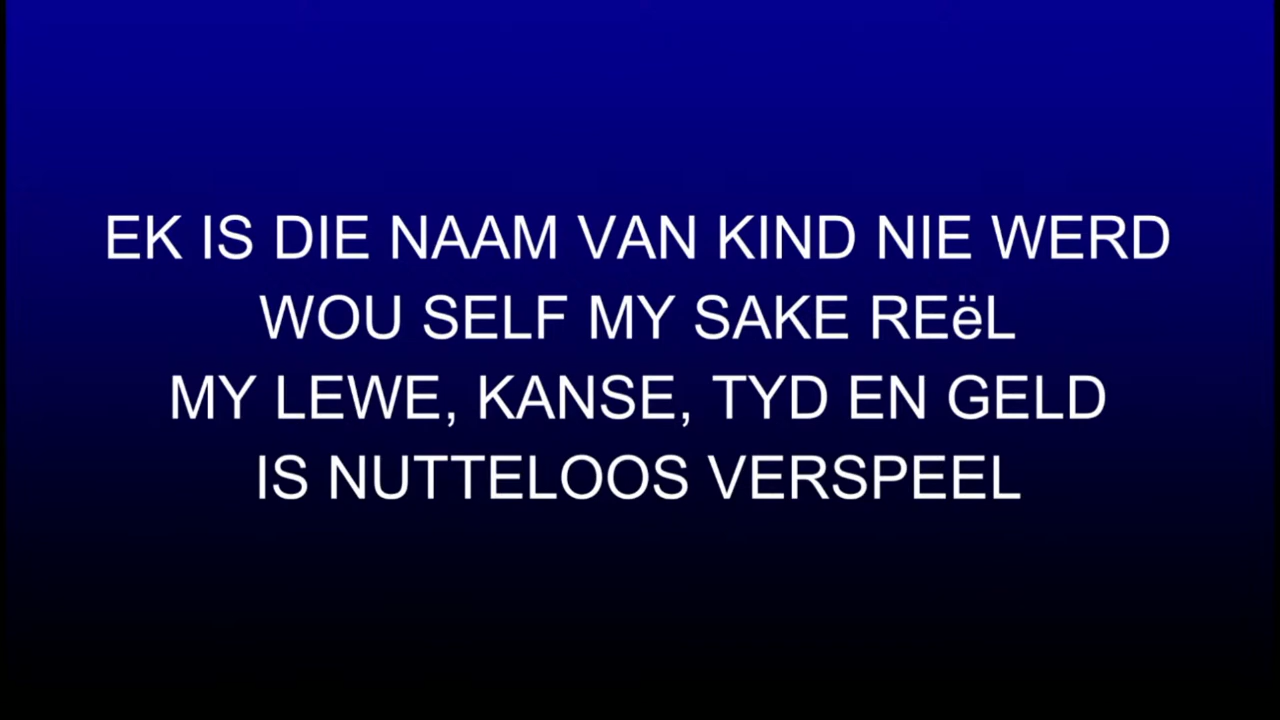 EK IS DIE NAAM VAN KIND NIE WERD
WOU SELF MY SAKE REëL
MY LEWE, KANSE, TYD EN GELD
IS NUTTELOOS VERSPEEL